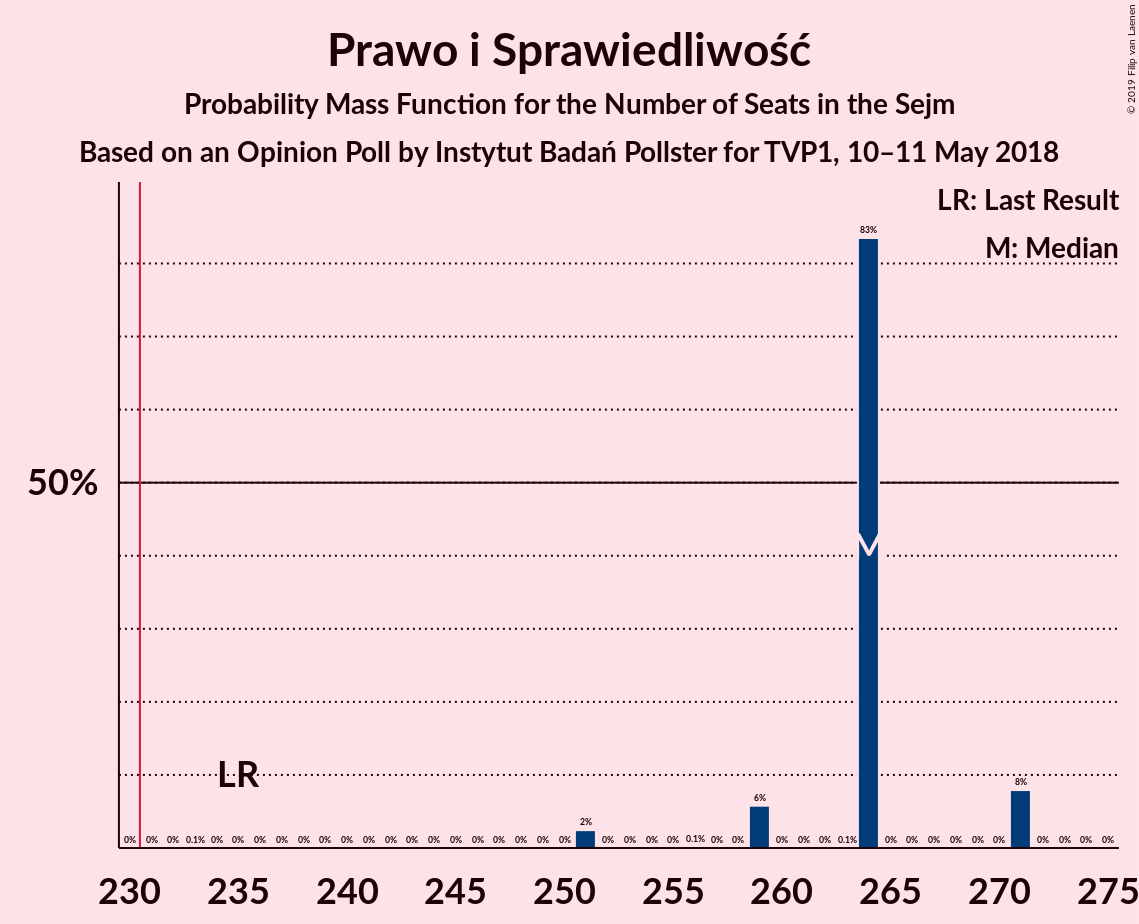 Prawo i Sprawiedliwość
Probability Mass Function for the Number of Seats in the Sejm
Based on an Opinion Poll by Instytut Badań Pollster for TVP1, 10–11 May 2018
© 2019 Filip van Laenen
LR: Last Result
M: Median
83%
50%
LR
0% 0% 0% 0.1% 0% 0% 0% 0% 0% 0% 0% 0% 0% 0% 0% 0% 0% 0% 0% 0% 0% 2% 0% 0% 0% 0% 0.1% 0% 0% 6% 0% 0% 0% 0.1% 0% 0% 0% 0% 0% 0% 8% 0% 0% 0% 0%
230 235 240 245 250 255 260 265 270 275